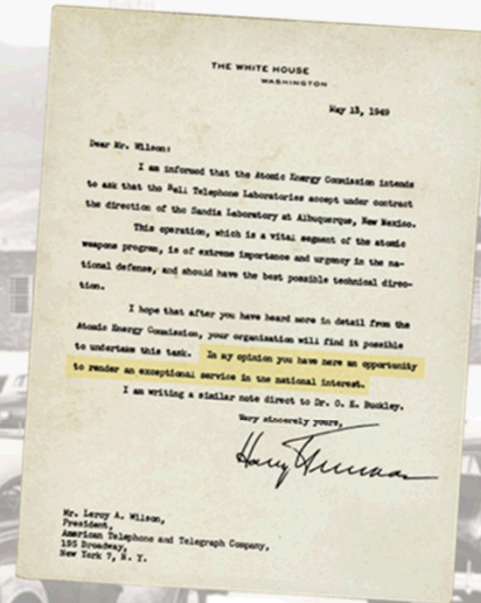 THE WHITE HOUSE
WASHINGTON
May 13, 1949
Dear Mr. Wilson:
I am informed that the Atomic Energy Commission intends
to ask that the Bell Telephone Laboratories accept under contract
the direction of the Sandia Laboratory at Albuquerque, New Mexico.
This operation, which is a vital segment of the atomic
weapons program, is of extreme importance and urgency in the na-
tional defense, and should have the best possible technical direc-
tion.
I hope that after you have heard more in detail from the
Atomic Energy Commission, your organization will find it possible
to undertake this task. In my opinion you have here an opportunity
to render an exceptional service in the national interest.
I am writing a similar note direct to Dr. O. E. Buckley.
Very sincerely yours,
Harry Truman
Mr. Leroy A. Wilson,
President,
American Telephone and Telegraph Company,
195 Broadway,
New York 7, N. Y.